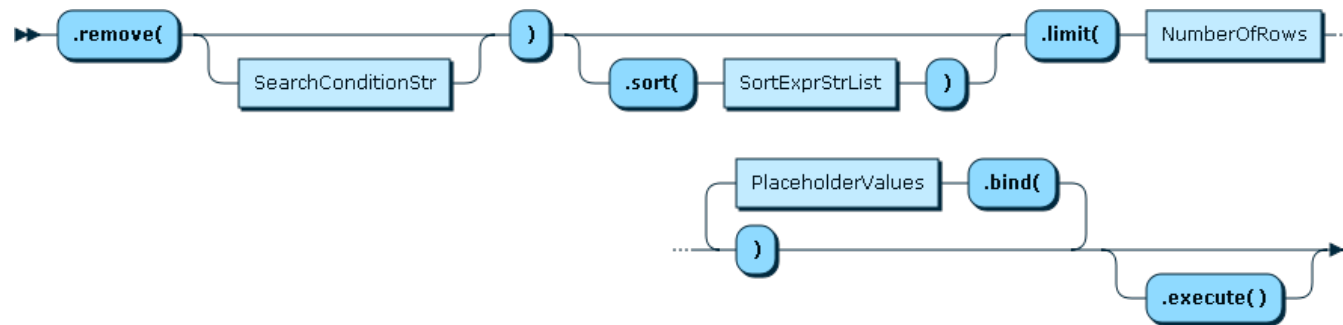 .remove( ) .limit( NumberOfRows
SearchConditionStr .sort( SortExprStrList )
PlaceholderValues .bind(
)
.execute()